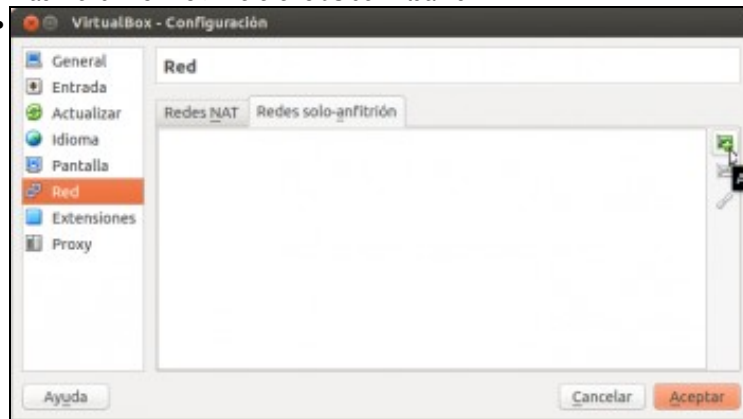 VirtualBox - Configuración
General
Entrada
Actualizar
Idioma
Pantalla
Red
Extensiones
Proxy
Red
Redes NAT
Redes solo-anfitrión
Ayuda
Cancelar
Aceptar